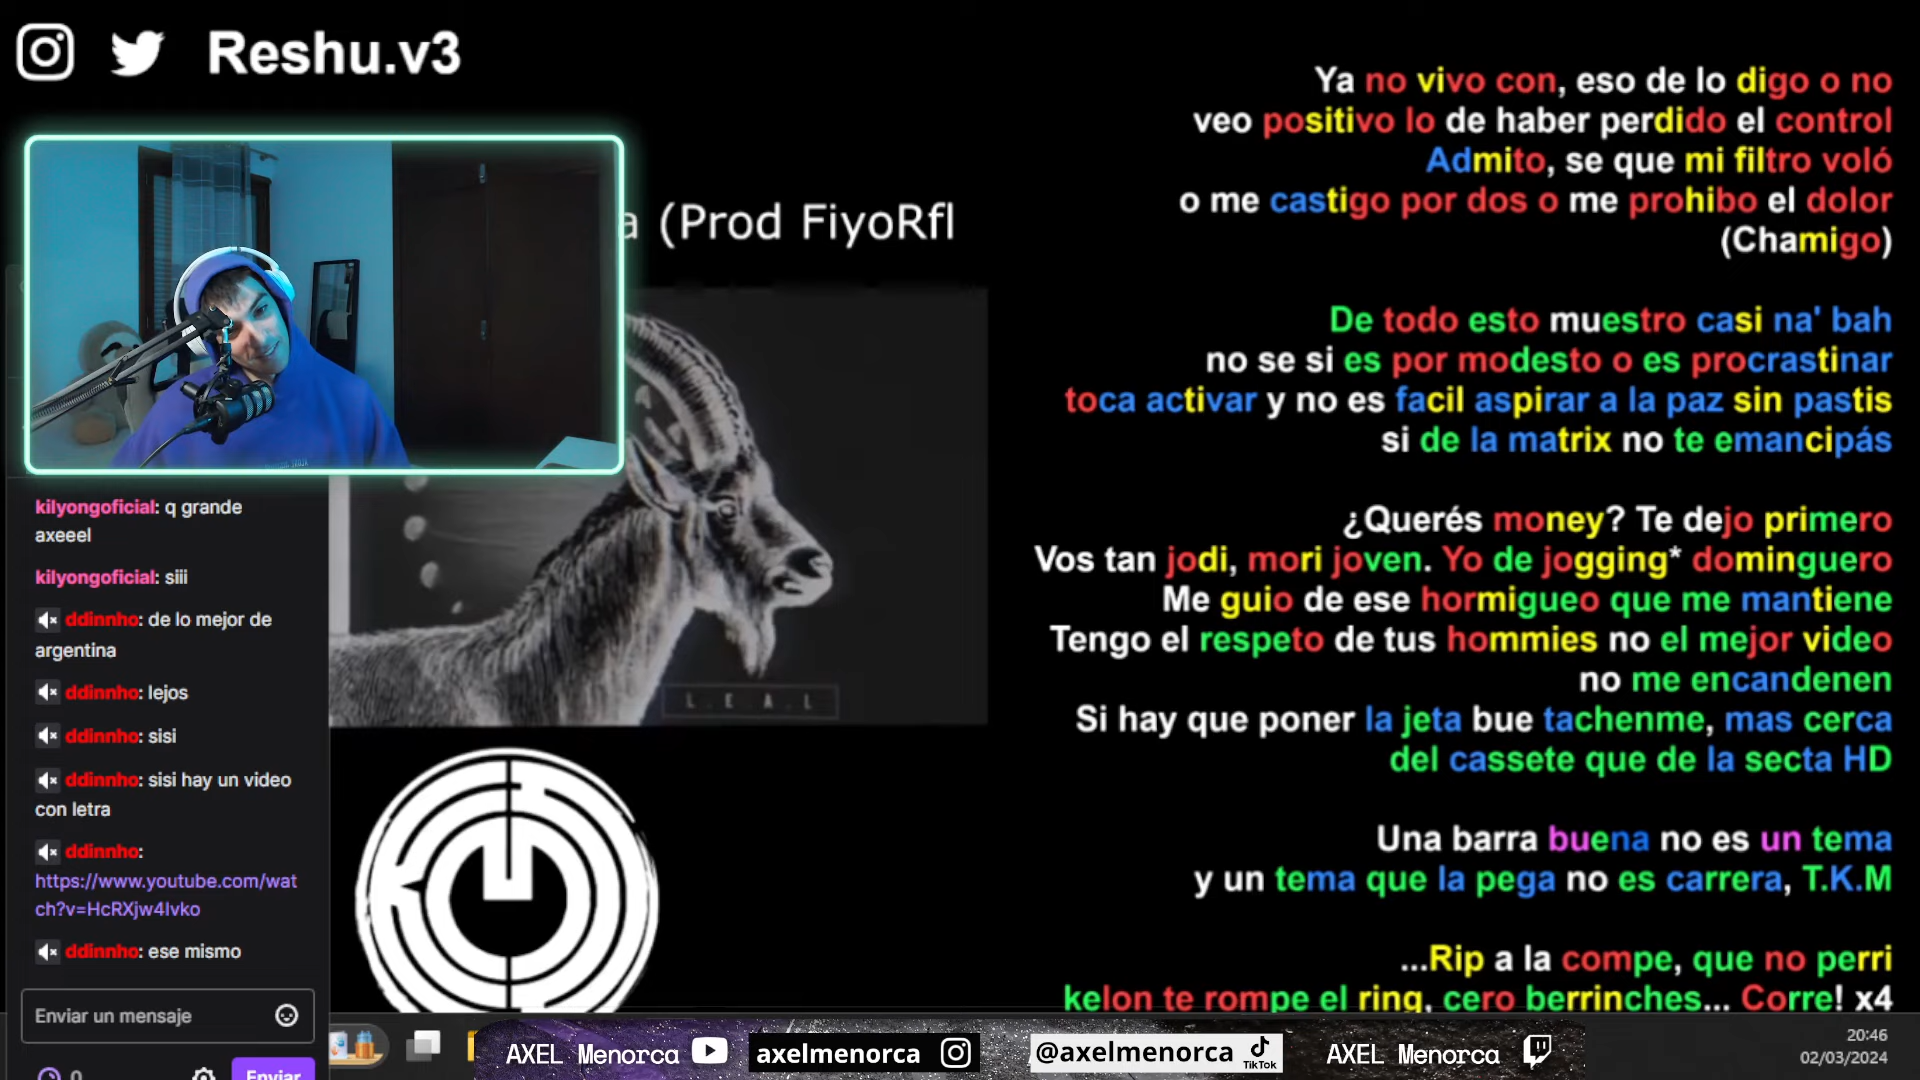 Reshu.v3
a (Prod FiyoRfl
L.E.A.L
kilyongoficial: q grande
axeeel
kilyongoficial: siii
ddinnho: de lo mejor de
argentina
ddinnho: lejos
ddinnho: sisi
ddinnho: sisi hay un video
con letra
ddinnho:
https://www.youtube.com/wat
ch?v=HcRXjw4Ivko
ddinnho: ese mismo
Enviar un mensaje
0
Enviar
Ya no vivo con, eso de lo digo o no
veo positivo lo de haber perdido el control
Admito, se que mi filtro voló
o me castigo por dos o me prohibo el dolor
(Chamigo)
De todo esto muestro casi na' bah
no se si es por modesto o es procrastinar
toca activar y no es facil aspirar a la paz sin pastis
si de la matrix no te emancipás
¿Querés money? Te dejo primero
Vos tan jodi, mori joven. Yo de jogging* dominguero
Me guio de ese hormigueo que me mantiene
Tengo el respeto de tus hommies no el mejor video
no me encandenen
Si hay que poner la jeta bue tachenme, mas cerca
del cassete que de la secta HD
Una barra buena no es un tema
y un tema que la pega no es carrera, T.K.M
...Rip a la compe, que no perri
kelon te rompe el ring, cero berrinches... Corre! x4
AXEL Menorca
axelmenorca
@axelmenorca
TikTok
AXEL Menorca
20:46
02/03/2024